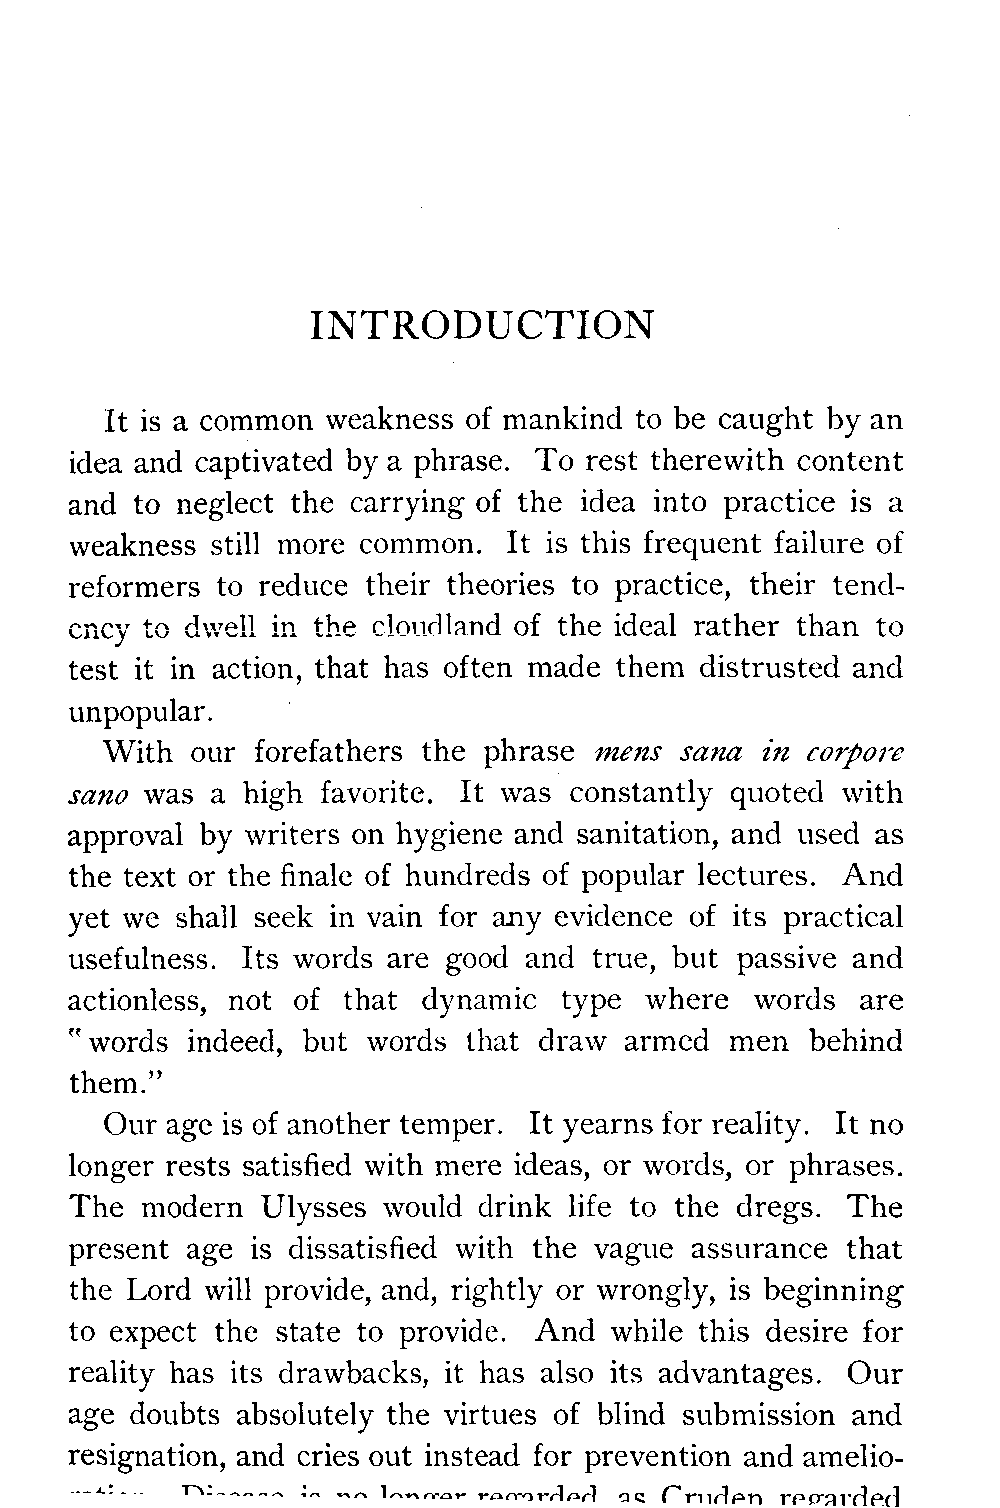 INTRODUCTION
It is a common weakness of mankind to be caught by an
idea and captivated by a phrase. To rest therewith content
and to neglect the carrying of the idea into practice is a
weakness still more common. It is this frequent failure of
reformers to reduce their theories to practice, their tend-
ency to dwell in the cloudland of the ideal rather than to
test it in action, that has often made them distrusted and
unpopular.
With our forefathers the phrase mens sana in corpore
sano was a high favorite. It was constantly quoted with
approval by writers on hygiene and sanitation, and used as
the text or the finale of hundreds of popular lectures. And
yet we shall seek in vain for any evidence of its practical
usefulness. Its words are good and true, but passive and
actionless, not of that dynamic type where words are
"words indeed, but words that draw armed men behind
them."
Our age is of another temper. It yearns for reality. It no
longer rests satisfied with mere ideas, or words, or phrases.
The modern Ulysses would drink life to the dregs. The
present age is dissatisfied with the vague assurance that
the Lord will provide, and, rightly or wrongly, is beginning
to expect the state to provide. And while this desire for
reality has its drawbacks, it has also its advantages. Our
age doubts absolutely the virtues of blind submission and
resignation, and cries out instead for prevention and amelio-
is no longer regarded, as Cruden regarded